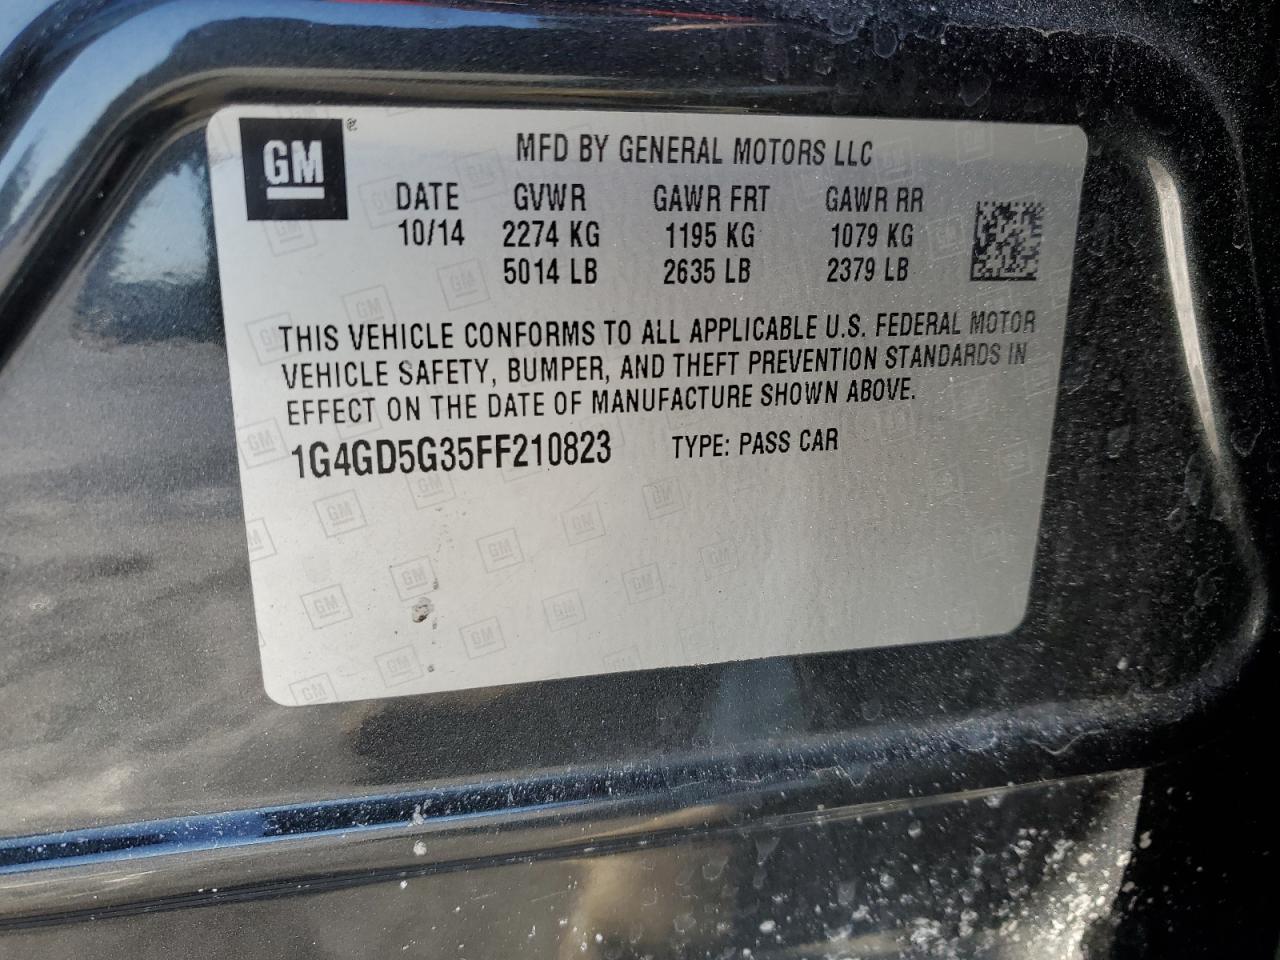 GM
MFD BY GENERAL MOTORS LLC
DATE GVWR GAWR FRT GAWR RR
10/14 2274 KG 1195 KG 1079 KG
5014 LB 2635 LB 2379 LB
THIS VEHICLE CONFORMS TO ALL APPLICABLE U.S. FEDERAL MOTOR
VEHICLE SAFETY, BUMPER, AND THEFT PREVENTION STANDARDS IN
EFFECT ON THE DATE OF MANUFACTURE SHOWN ABOVE.
1G4GD5G35FF210823 TYPE: PASS CAR